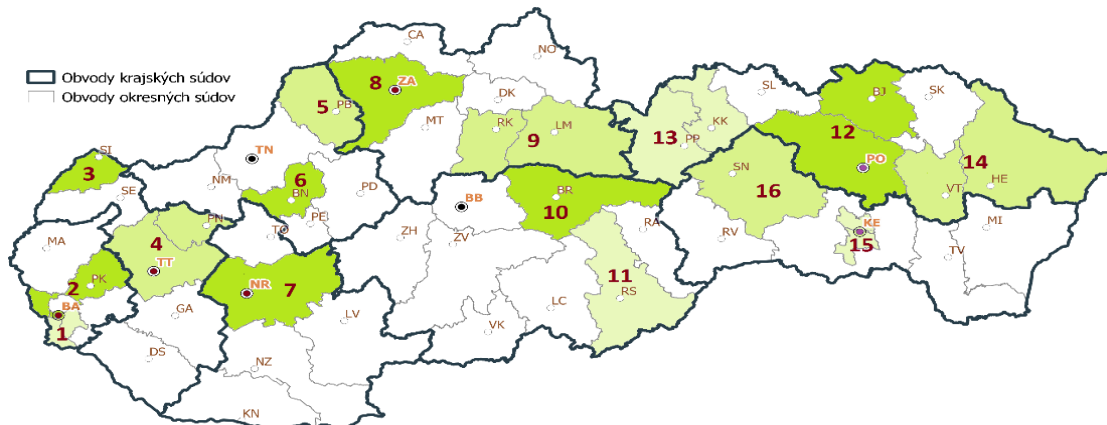 CA
NO
Obvody krajských súdov
8
ZA
SL
Obvody okresných súdov
DK
BJ
SK
5
PB
KK
MT
RK
9
LM
13
PP
12
SI
TN
3
6
SN
PO
14
SE
NM
BN
PD
BR
16
VT
HE
BB
10
PN
PE
KE
RA
MI
MA
4
ZH
ZV
RV
15
TV
TT
11
2
PK
NR
7
RS
BA
GA
LV
LC
1
VK
DS
NZ
KN